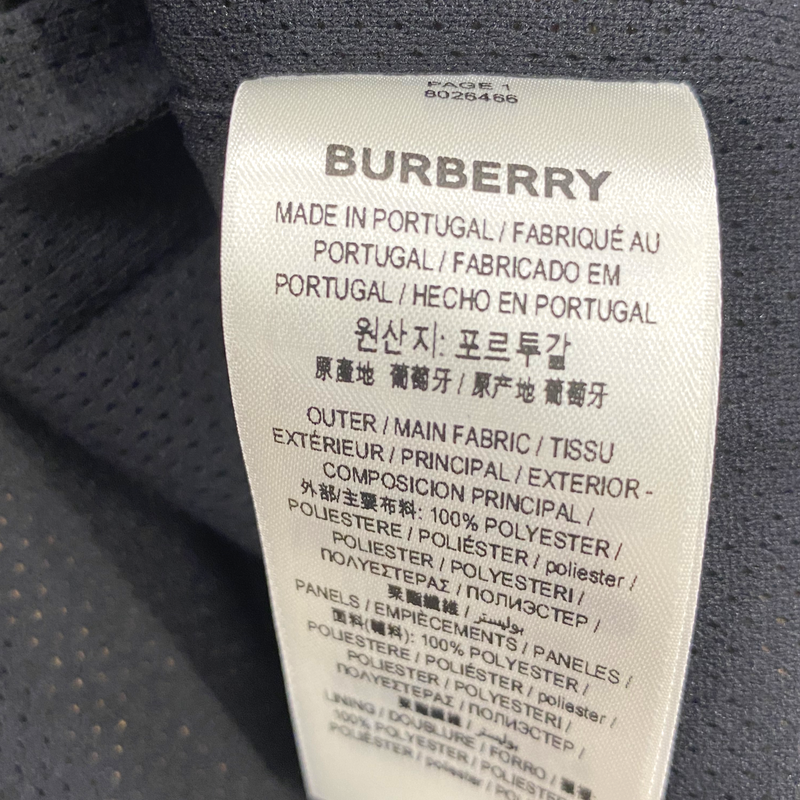 PAGE 1
8026466
BURBERRY
MADE IN PORTUGAL / FABRIQUÉ AU
PORTUGAL / FABRICADO EM
PORTUGAL / HECHO EN PORTUGAL
원산지: 포르투갈
原產地 葡萄牙 / 原产地 葡萄牙
OUTER / MAIN FABRIC / TISSU
EXTÉRIEUR / PRINCIPAL / EXTERIOR -
COMPOSICION PRINCIPAL /
外部/主要布料: 100% POLYESTER /
POLIESTERE / POLIÉSTER / poliester /
POLIESTER / POLYESTERI /
ΠΟΛΥΕΣΤΕΡΑΣ / ПОЛИЭСТЕР /
聚酯纖維 / بوليستر
PANELS / EMPIÈCEMENTS / PANELES /
面料(輔料): 100% POLYESTER /
POLIESTERE / POLIÉSTER / poliester /
POLIESTER / POLYESTERI /
ΠΟΛΥΕΣΤΕΡΑΣ / ПОЛИЭСТЕР /
聚酯纖維 / بوليستر
LINING / DOUBLURE / FORRO /
100% POLYESTER / POLIESTERE
POLIÉSTER / poliester /